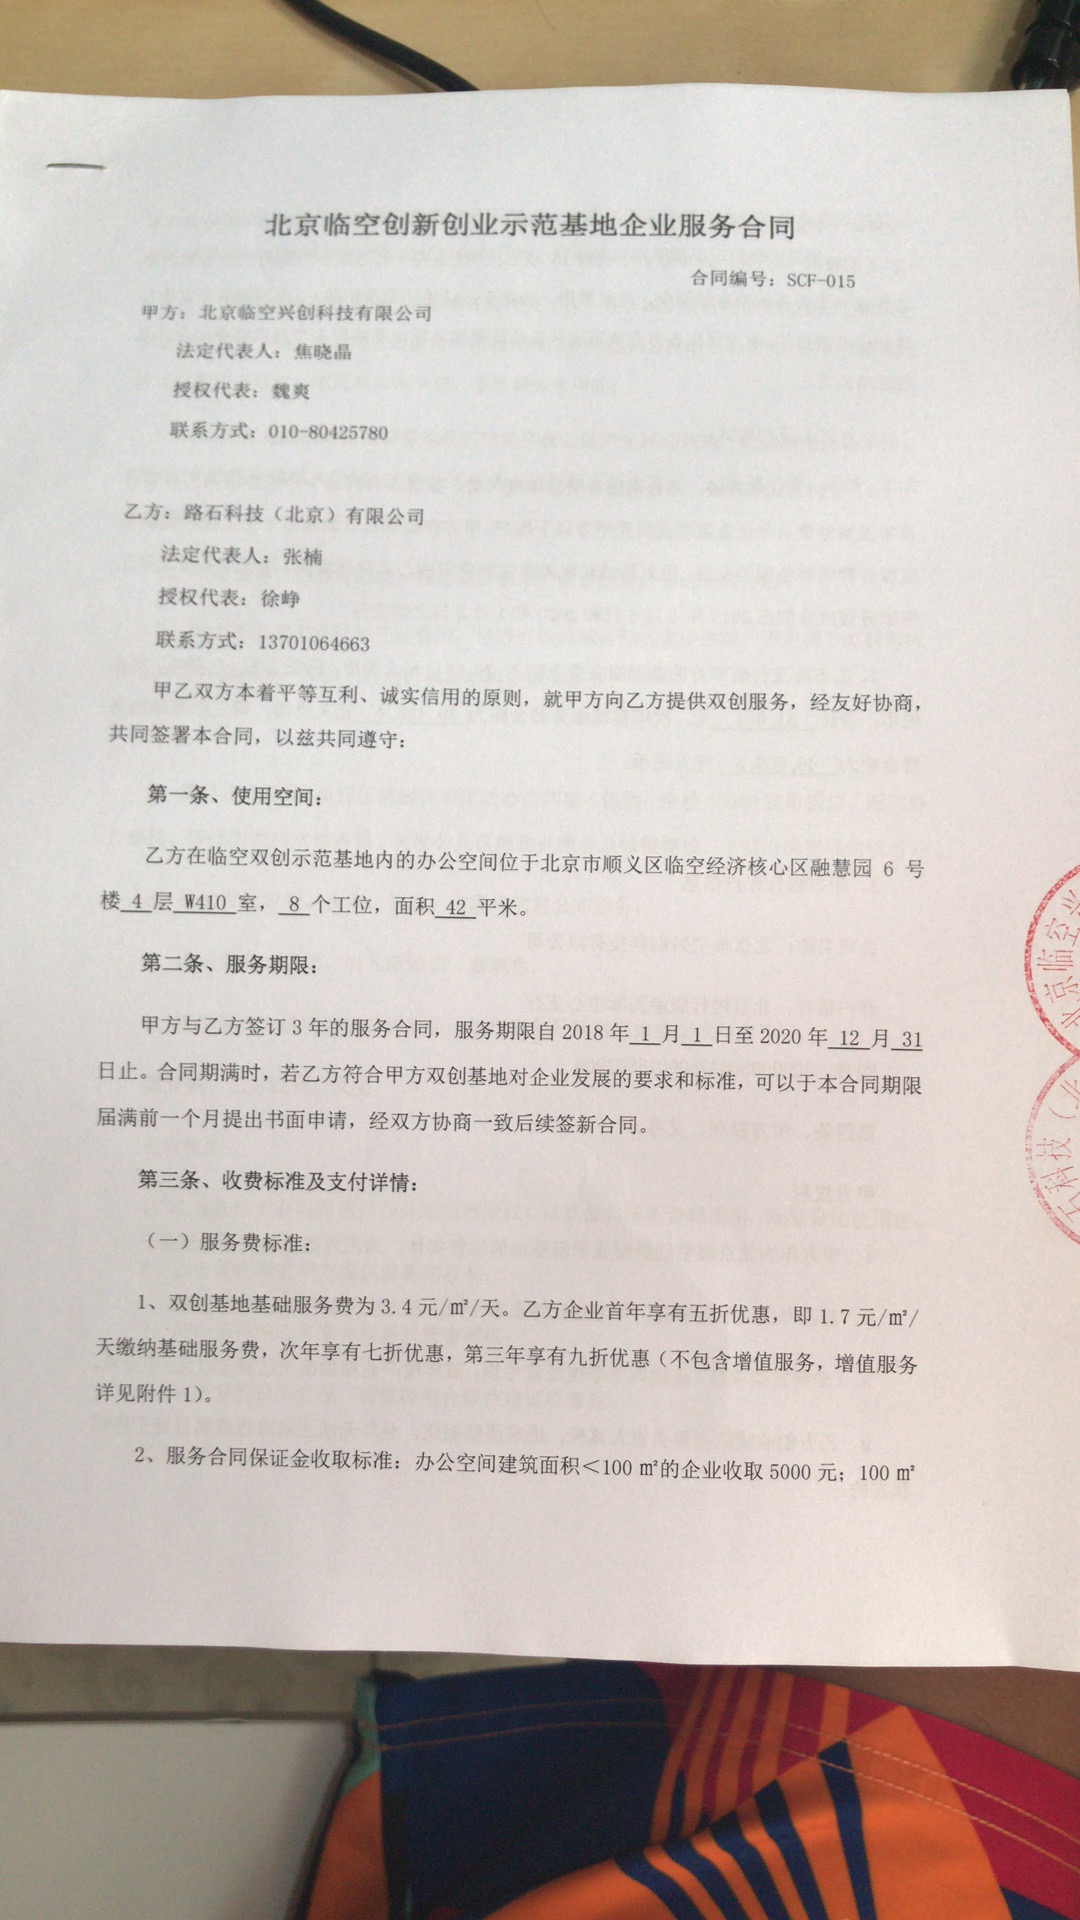 北京临空创新创业示范基地企业服务合同
合同编号：SCF-015
甲方：北京临空兴创科技有限公司
法定代表人：焦晓晶
授权代表：魏爽
联系方式：010-80425780
乙方：路石科技（北京）有限公司
法定代表人：张楠
授权代表：徐峥
联系方式：13701064663
甲乙双方本着平等互利、诚实信用的原则，就甲方向乙方提供双创服务，经友好协商，
共同签署本合同，以兹共同遵守：
第一条、使用空间：
乙方在临空双创示范基地内的办公空间位于北京市顺义区临空经济核心区融慧园 6 号
楼 4 层 W410 室， 8 个工位，面积 42 平米。
第二条、服务期限：
甲方与乙方签订 3 年的服务合同，服务期限自 2018 年 1 月 1 日至 2020 年 12 月 31
日止。合同期满时，若乙方符合甲方双创基地对企业发展的要求和标准，可以于本合同期限
届满前一个月提出书面申请，经双方协商一致后续签新合同。
第三条、收费标准及支付详情：
（一）服务费标准：
1、双创基地基础服务费为 3.4 元/㎡/天。乙方企业首年享有五折优惠，即 1.7 元/㎡/
天缴纳基础服务费，次年享有七折优惠，第三年享有九折优惠（不包含增值服务，增值服务
详见附件 1）。
2、服务合同保证金收取标准：办公空间建筑面积＜100 ㎡的企业收取 5000 元；100 ㎡
北京临空兴
石科技（北